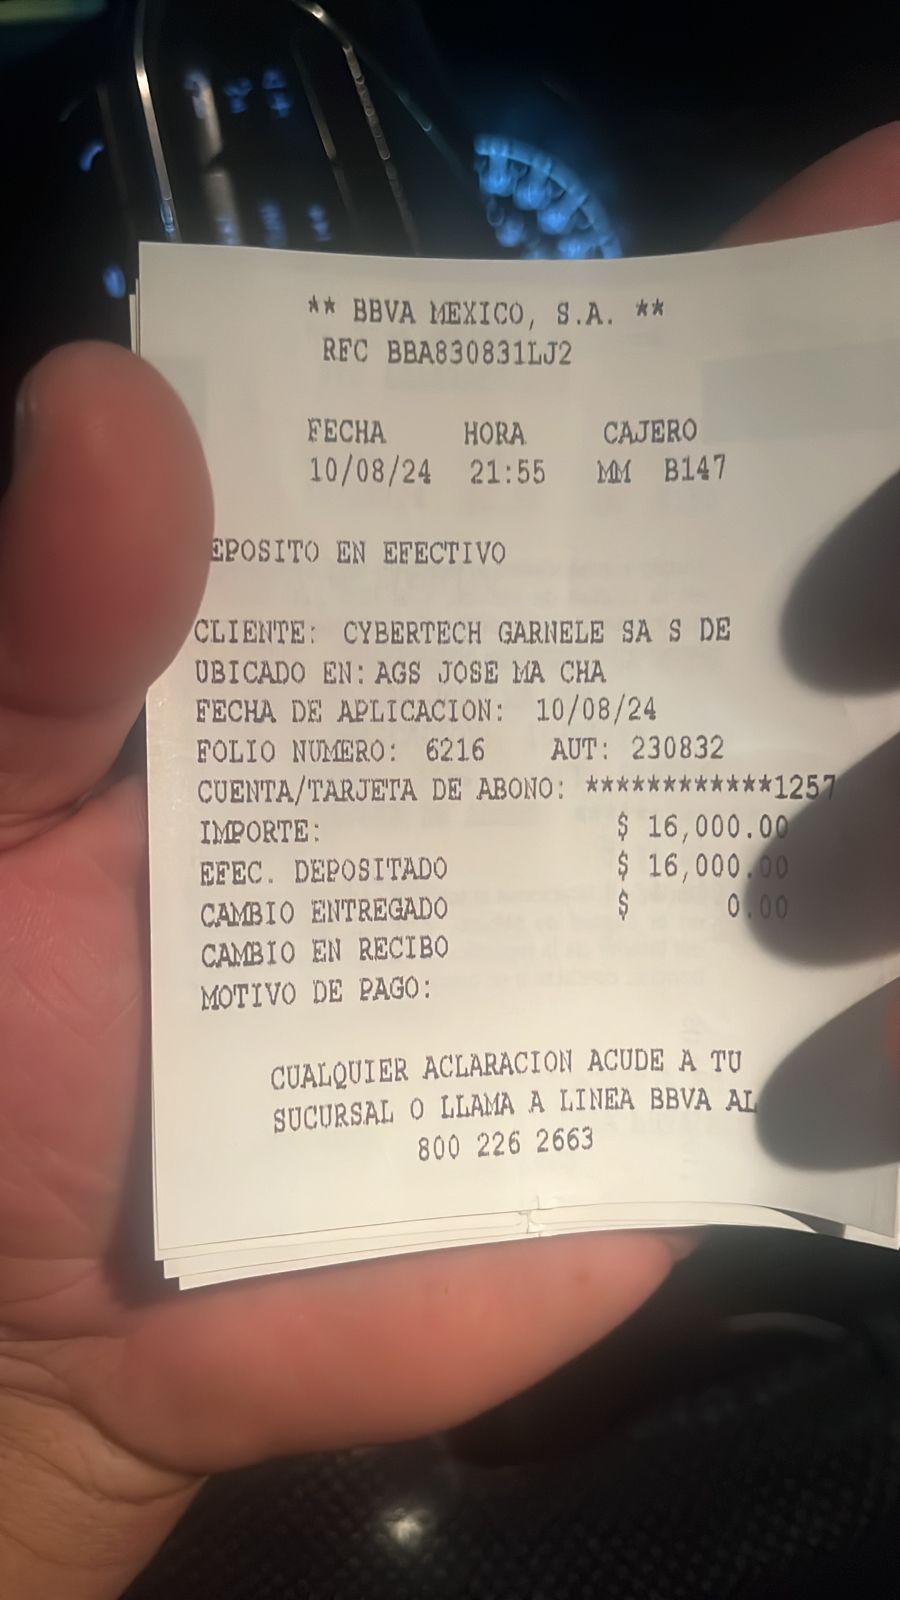 ** BBVA MEXICO, S.A. **
RFC BBA830831LJ2
FECHA HORA CAJERO
10/08/24 21:55 MM B147
EPOSITO EN EFECTIVO
CLIENTE: CYBERTECH GARNELE SA S DE
UBICADO EN: AGS JOSE MA CHA
FECHA DE APLICACION: 10/08/24
FOLIO NUMERO: 6216 AUT: 230832
CUENTA/TARJETA DE ABONO: ************1257
IMPORTE: $ 16,000.00
EFEC. DEPOSITADO $ 16,000.00
CAMBIO ENTREGADO $ 0.00
CAMBIO EN RECIBO
MOTIVO DE PAGO:
CUALQUIER ACLARACION ACUDE A TU
SUCURSAL O LLAMA A LINEA BBVA AL
800 226 2663